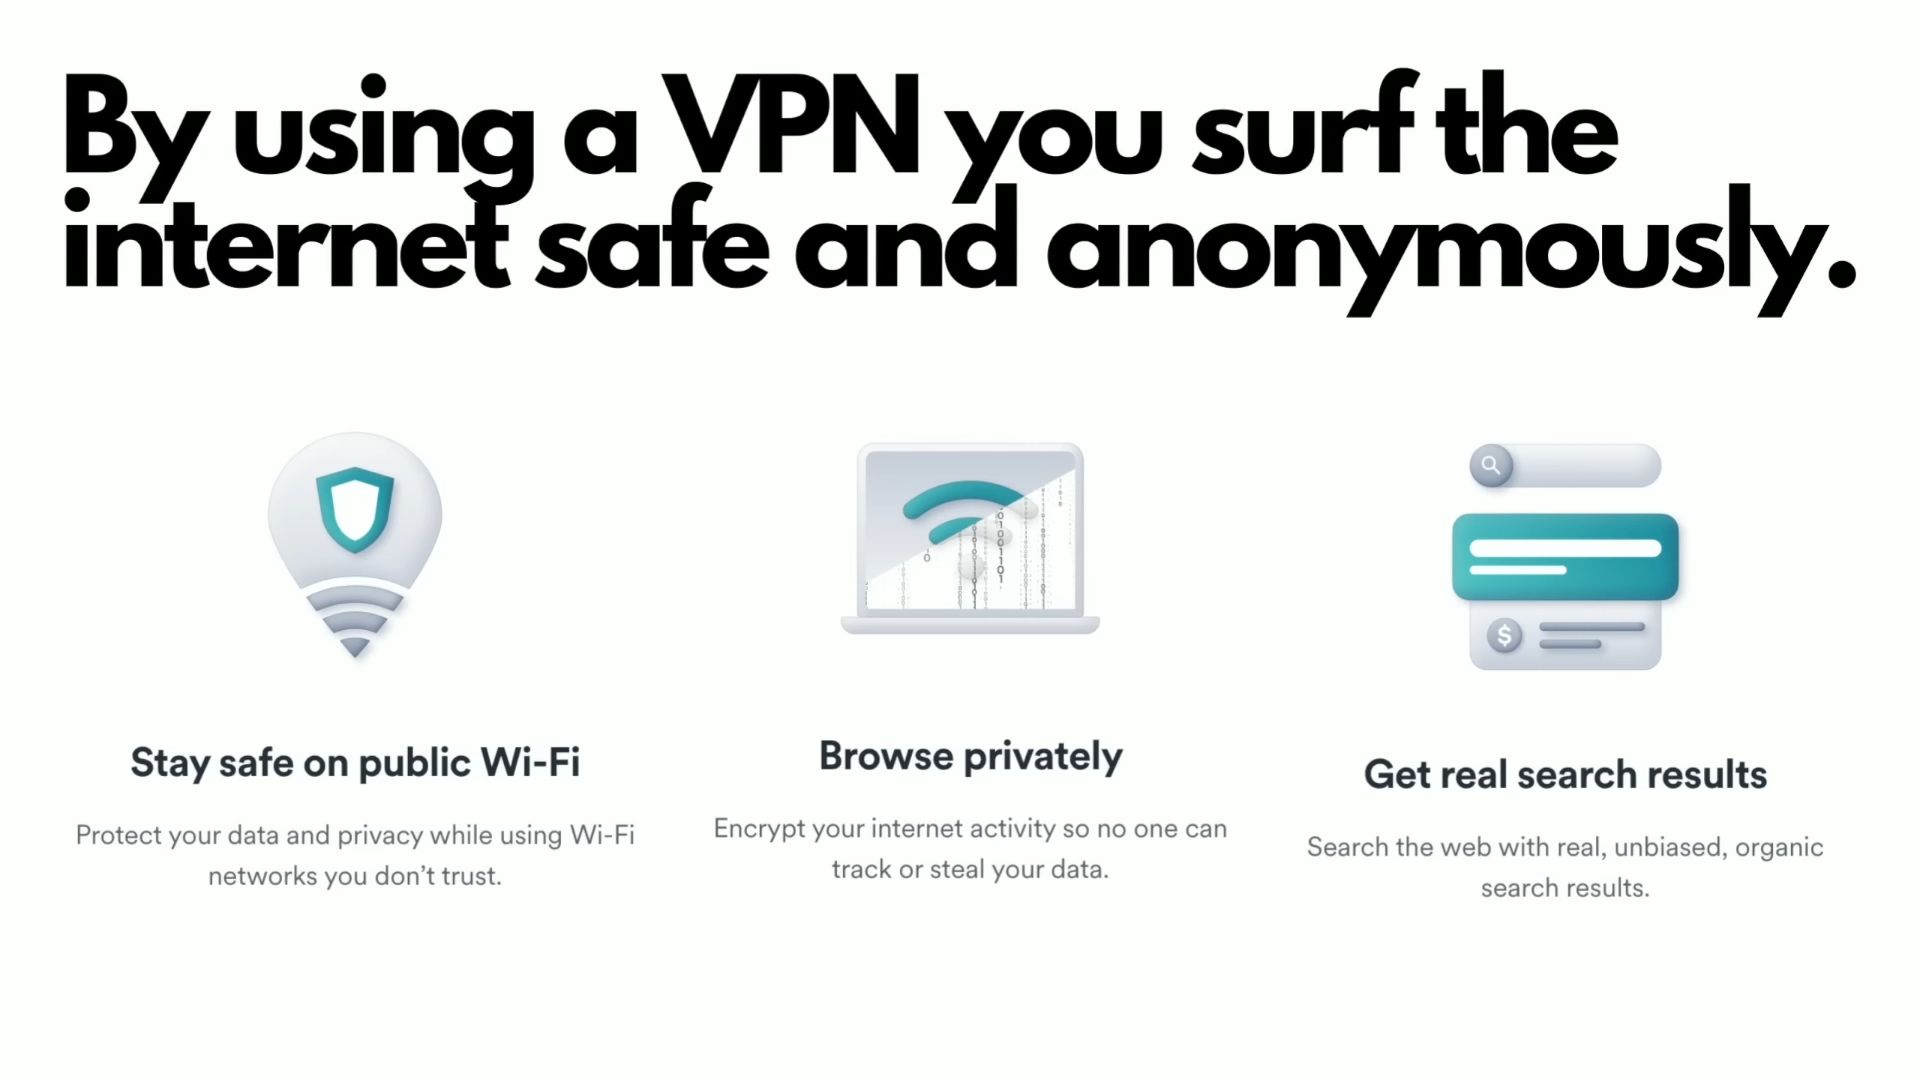 By using a VPN you surf the
internet safe and anonymously.
$
Stay safe on public Wi-Fi
Protect your data and privacy while using Wi-Fi
networks you don’t trust.
Browse privately
Encrypt your internet activity so no one can
track or steal your data.
Get real search results
Search the web with real, unbiased, organic
search results.